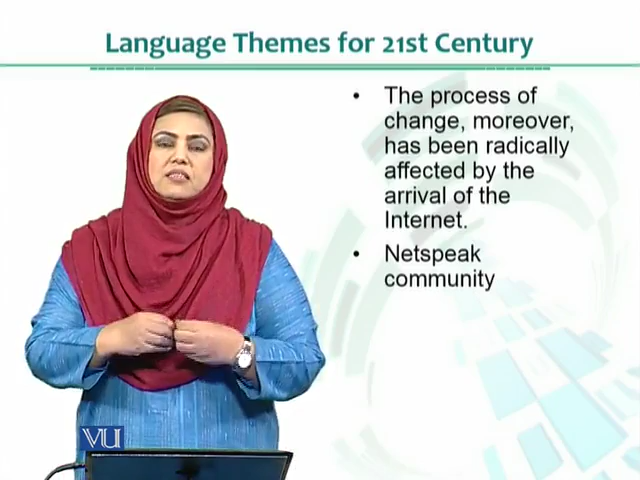 Language Themes for 21st Century
• The process of
change, moreover,
has been radically
affected by the
arrival of the
Internet.
• Netspeak
community
VU